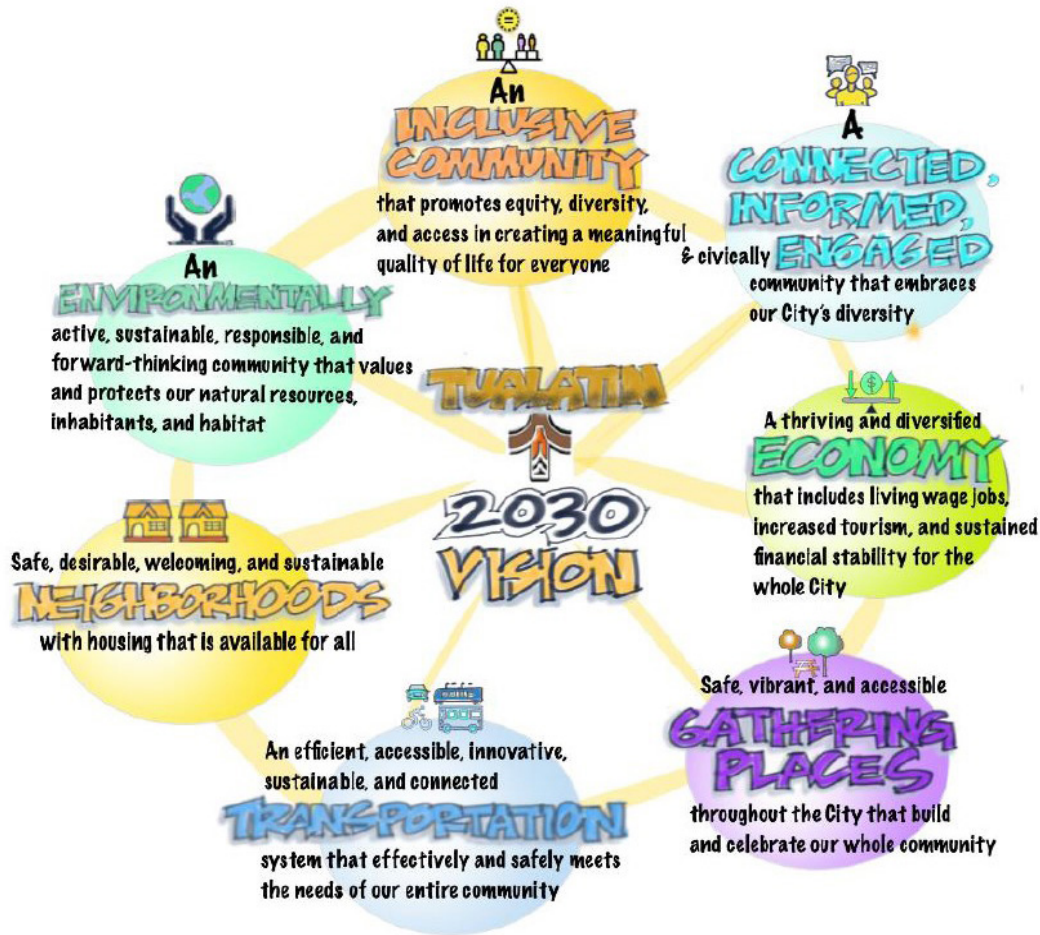 An
INCLUSIVE
COMMUNITY
that promotes equity, diversity,
and access in creating a meaningful
quality of life for everyone
A
CONNECTED,
INFORMED,
& civically ENGAGED
community that embraces
our City's diversity
An
ENVIRONMENTALLY
active, sustainable, responsible, and
forward-thinking community that values
and protects our natural resources,
inhabitants, and habitat
TUALATIN
2030
VISION
A thriving and diversified
ECONOMY
that includes living wage jobs,
increased tourism, and sustained
financial stability for the
whole City
Safe, desirable, welcoming, and sustainable
NEIGHBORHOODS
with housing that is available for all
Safe, vibrant, and accessible
GATHERING
PLACES
throughout the City that build
and celebrate our whole community
An efficient, accessible, innovative,
sustainable, and connected
TRANSPORTATION
system that effectively and safely meets
the needs of our entire community